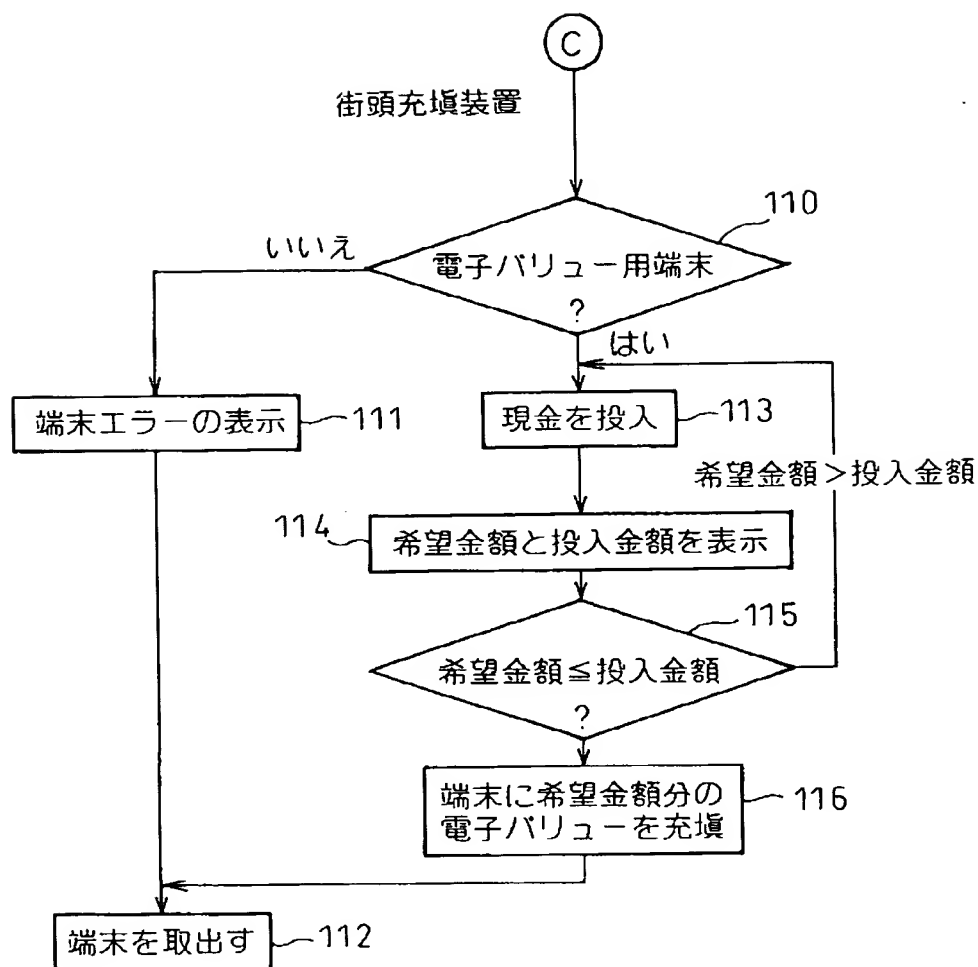 C
街頭充塡装置
110
いいえ
電子バリュー用端末
?
はい
端末エラーの表示
111
現金を投入
113
希望金額>投入金額
114
希望金額と投入金額を表示
115
希望金額≦投入金額
?
端末に希望金額分の
電子バリューを充塡
116
端末を取出す
112